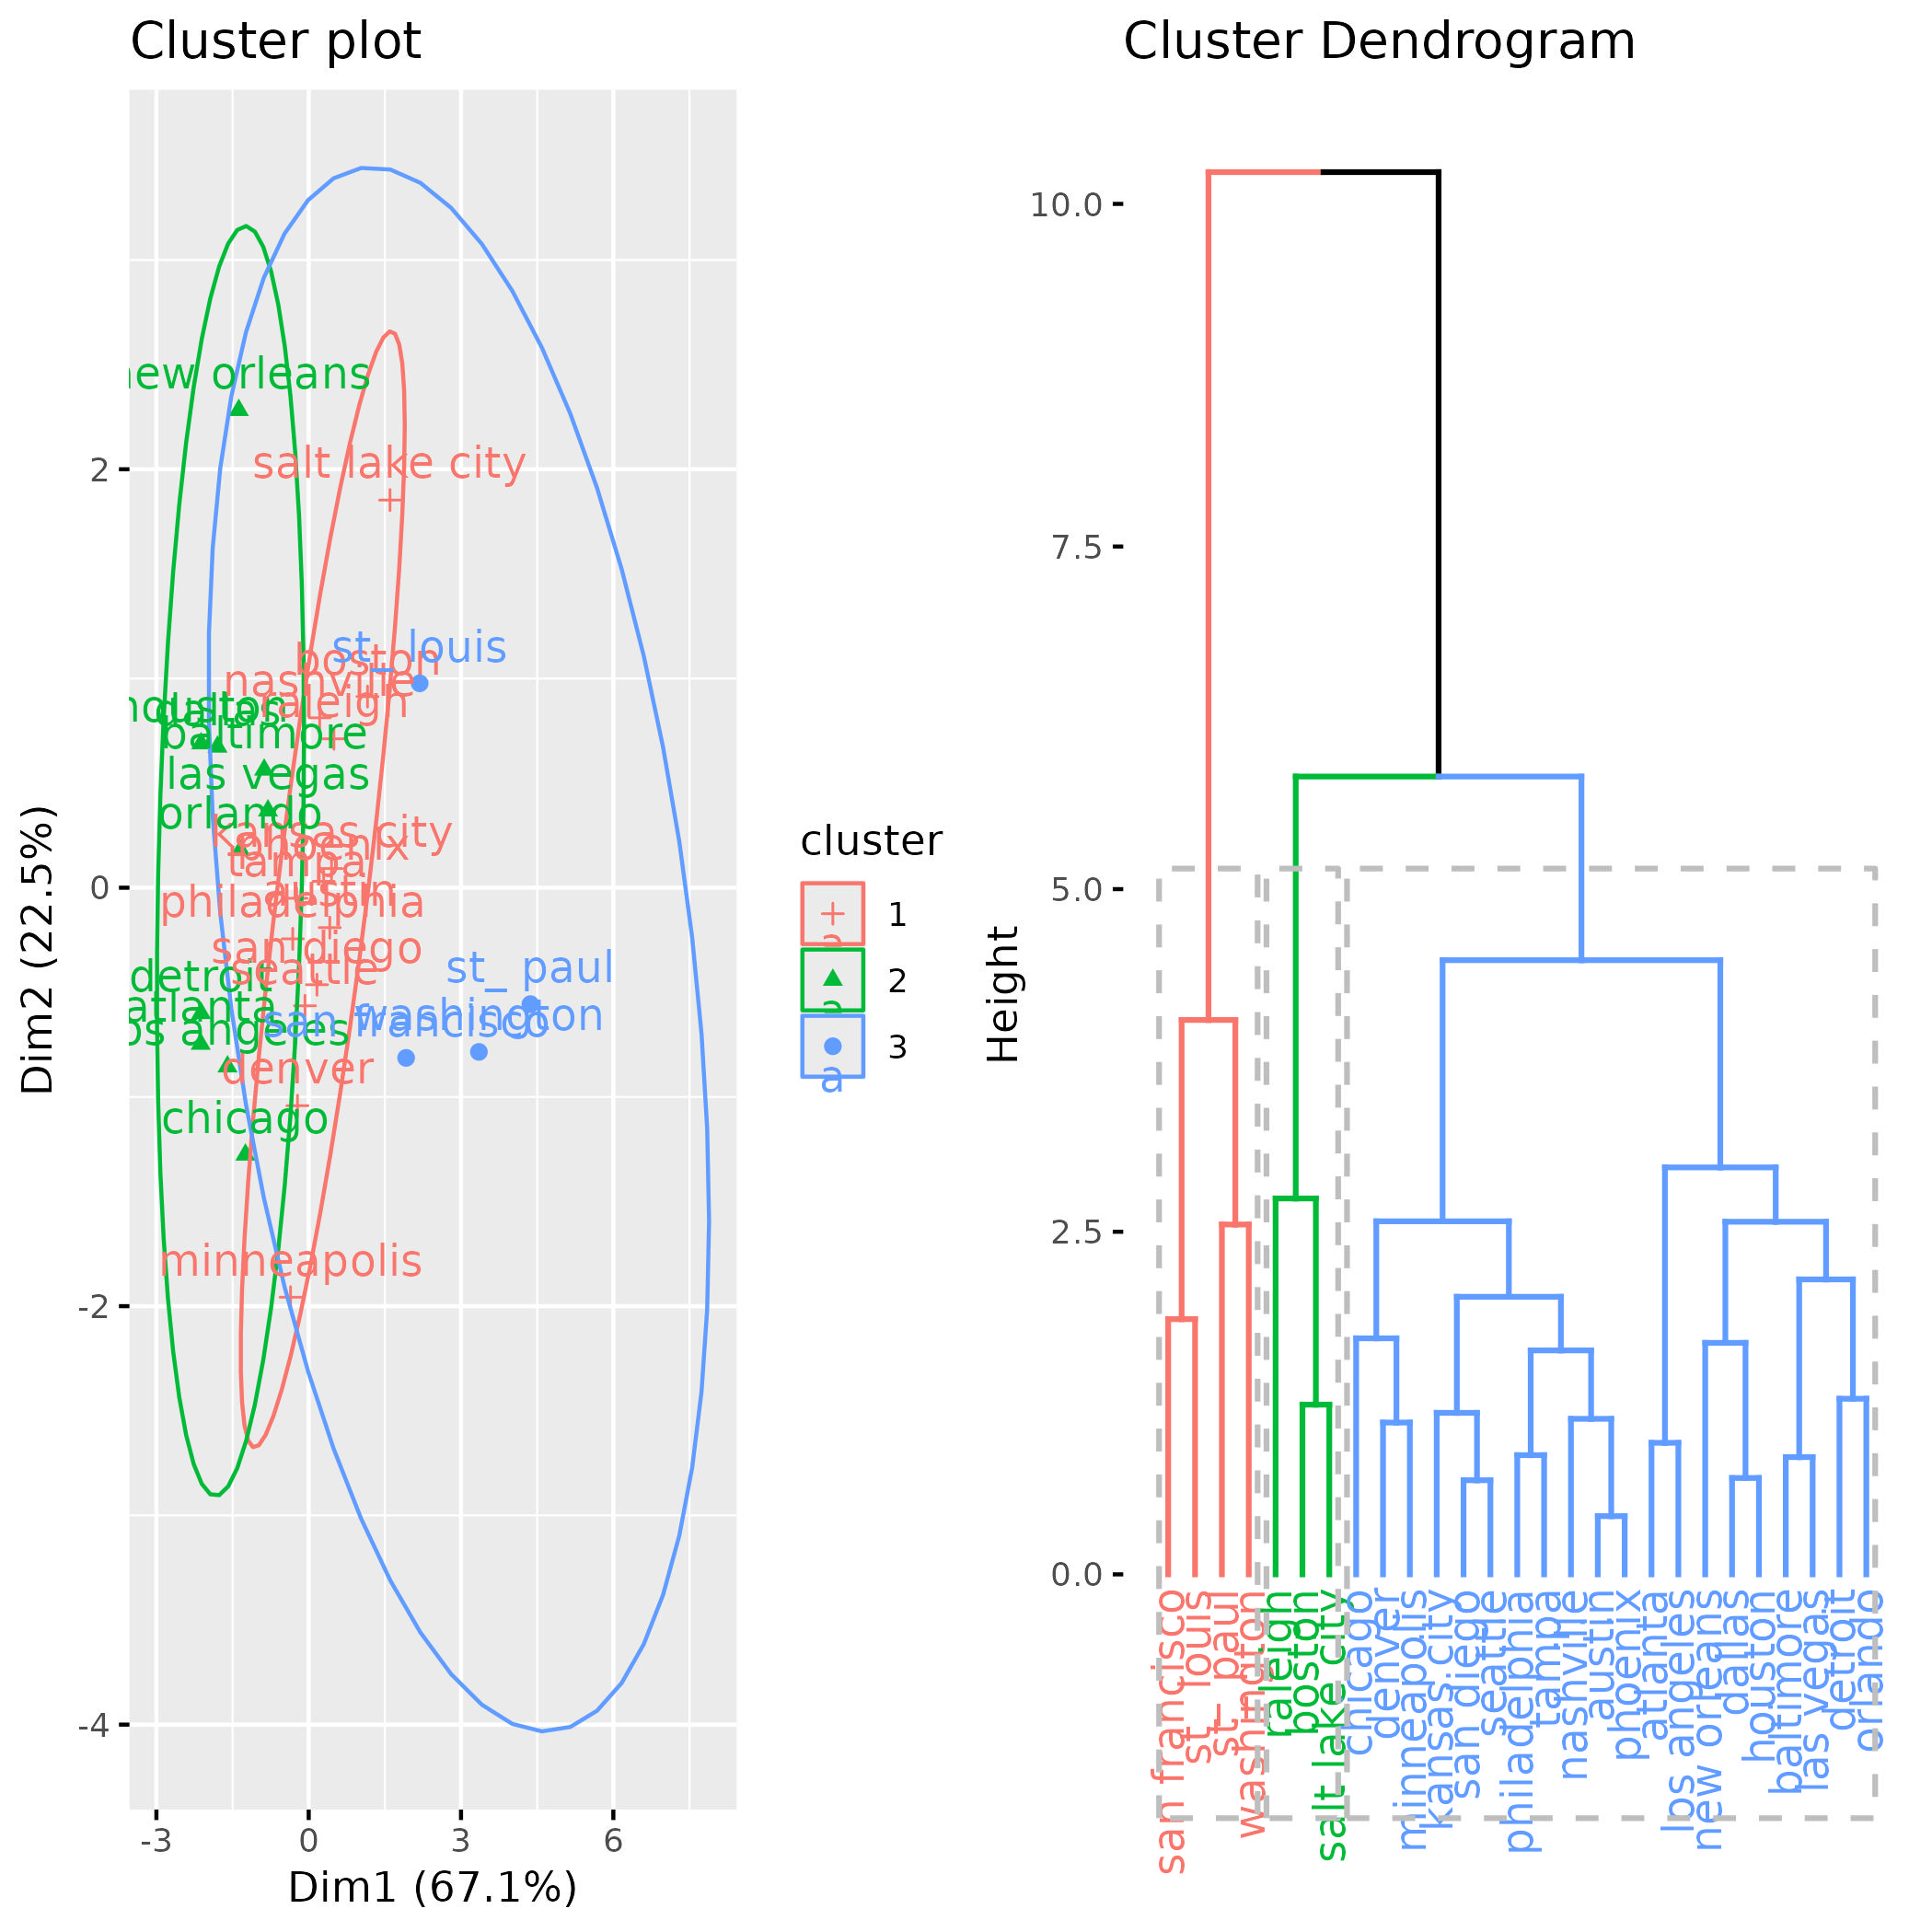 Cluster plot
new orleans
salt lake city
st_ louis
boston
nashville
raleigh
houston
dallas
baltimore
las vegas
orlando
kansas city
phoenix
tampa
austin
philadelphia
san diego
seattle
detroit
atlanta
los angeles
st_ paul
washington
san francisco
denver
chicago
minneapolis
2
0
-2
-4
-3
0
3
6
Dim1 (67.1%)
Dim2 (22.5%)
cluster
a
1
a
2
a
3
Cluster Dendrogram
10.0
7.5
5.0
2.5
0.0
Height
san francisco
st_ louis
st_ paul
washington
raleigh
boston
salt lake city
chicago
denver
minneapolis
kansas city
san diego
seattle
philadelphia
tampa
nashville
austin
phoenix
atlanta
los angeles
new orleans
dallas
houston
baltimore
las vegas
detroit
orlando